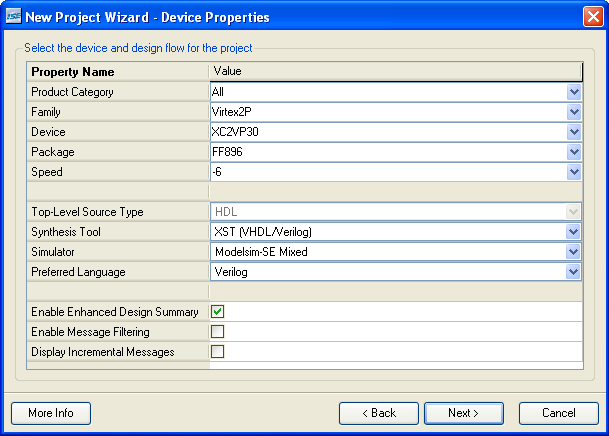 ISE New Project Wizard - Device Properties
Select the device and design flow for the project
Property Name Value
Product Category All
Family Virtex2P
Device XC2VP30
Package FF896
Speed -6
Top-Level Source Type HDL
Synthesis Tool XST (VHDL/Verilog)
Simulator Modelsim-SE Mixed
Preferred Language Verilog
Enable Enhanced Design Summary
Enable Message Filtering
Display Incremental Messages
More Info < Back Next > Cancel